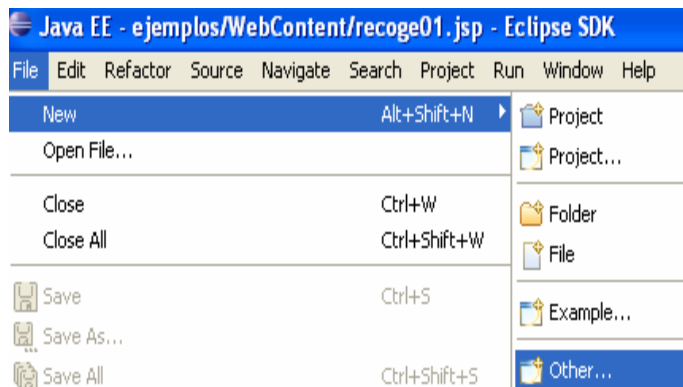 Java EE - ejemplos/WebContent/recoge01.jsp - Eclipse SDK
File Edit Refactor Source Navigate Search Project Run Window Help
New Alt+Shift+N
Open File...
Close Ctrl+W
Close All Ctrl+Shift+W
Save Ctrl+S
Save As...
Save All Ctrl+Shift+S
Project
Project...
Folder
File
Example...
Other...